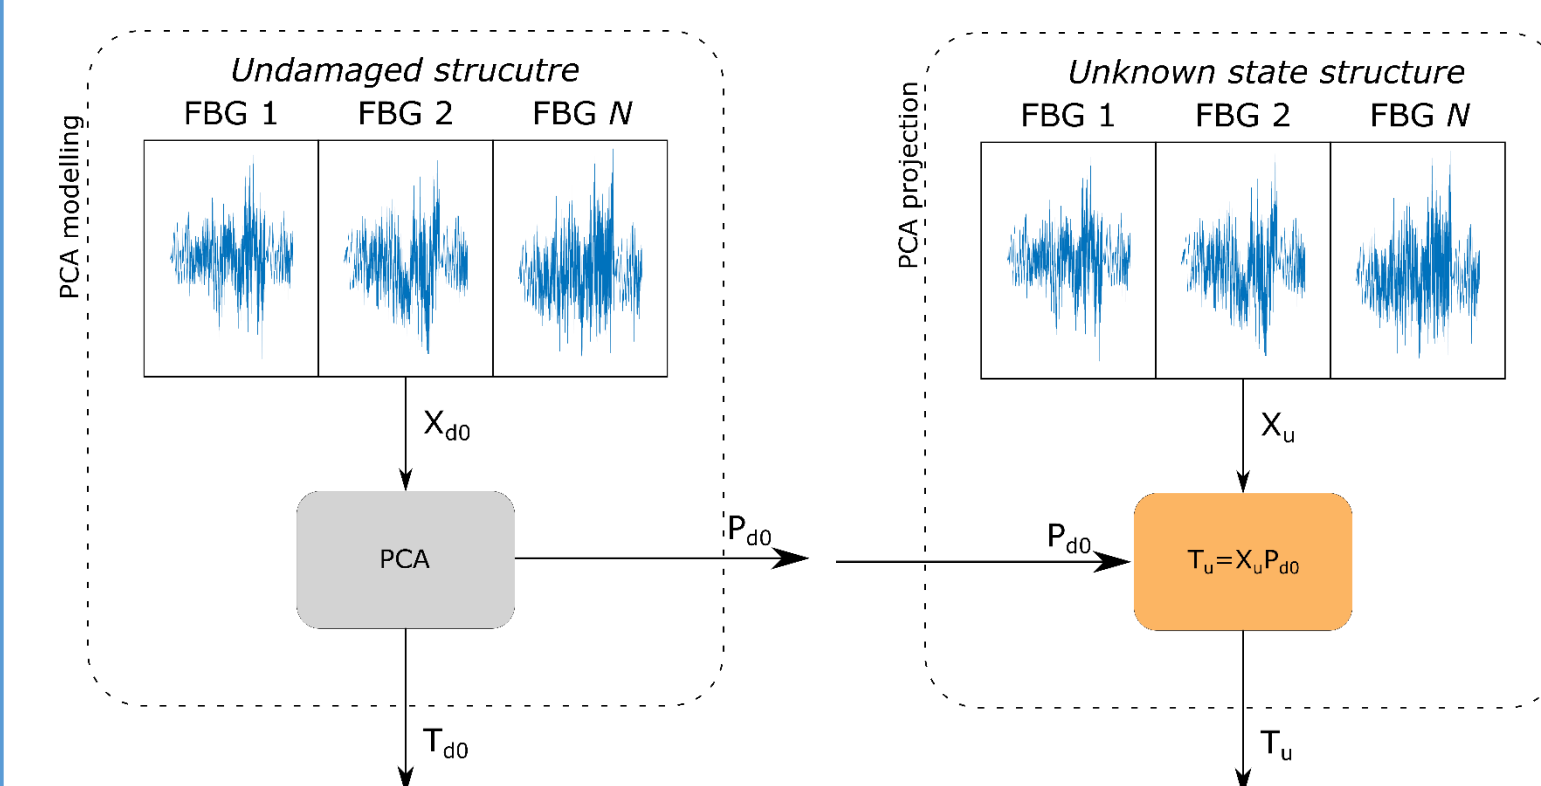 Undamaged strucutre
FBG 1 FBG 2 FBG N
PCA modelling
X_d0
PCA
P_d0
T_d0
Unknown state structure
FBG 1 FBG 2 FBG N
PCA projection
X_u
P_d0
T_u=X_uP_d0
T_u